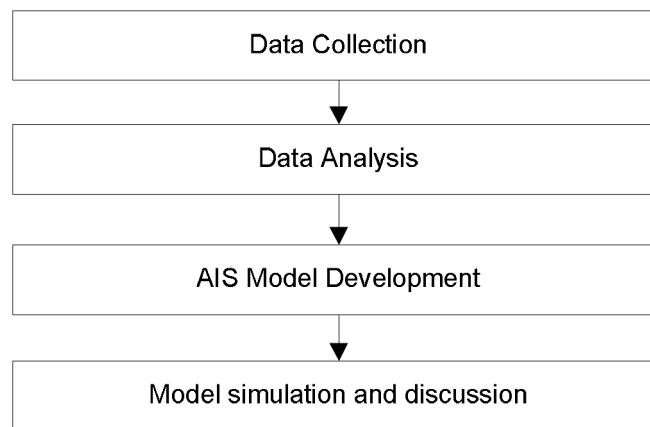 Data Collection
Data Analysis
AIS Model Development
Model simulation and discussion